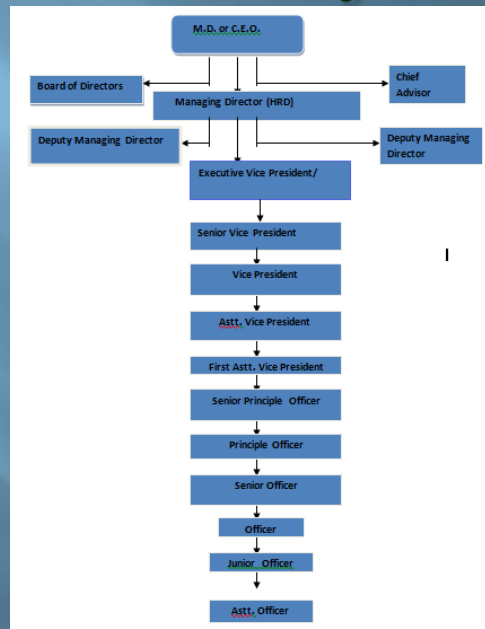 M.D. or C.E.O.
Board of Directors
Chief
Advisor
Managing Director (HRD)
Deputy Managing Director
Deputy Managing
Director
Executive Vice President/
Senior Vice President
Vice President
Astt. Vice President
First Astt. Vice President
Senior Principle Officer
Principle Officer
Senior Officer
Officer
Junior Officer
Astt. Officer